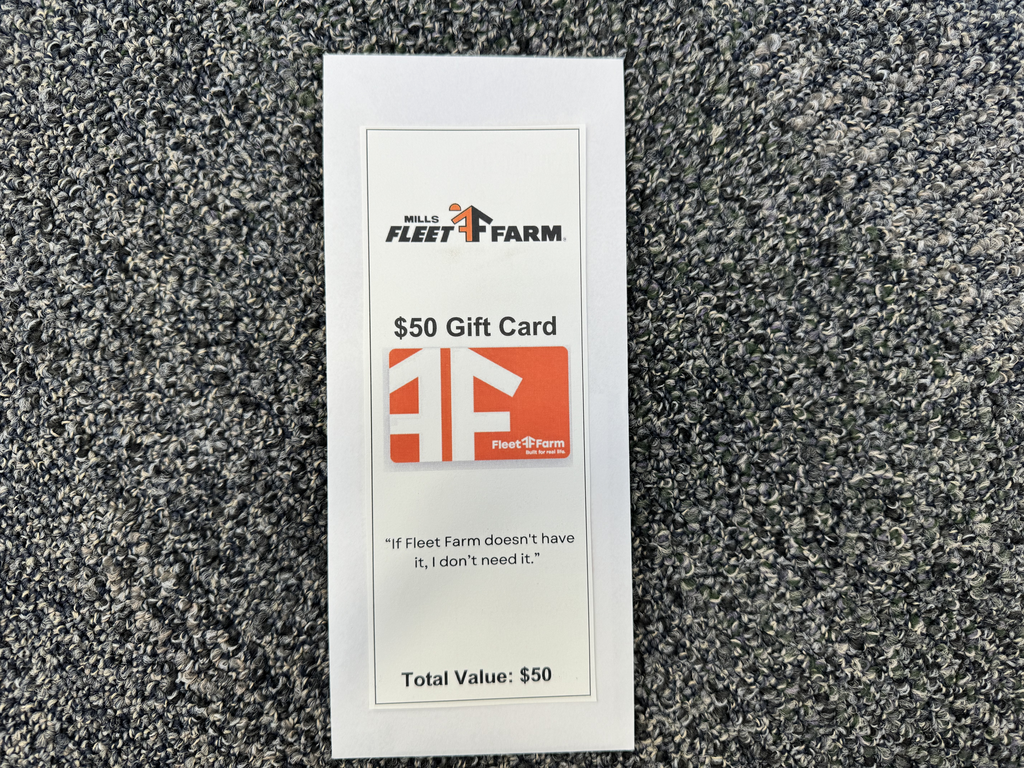 MILLS
FLEET FARM
$50 Gift Card
Fleet Farm
Built for real life.
“If Fleet Farm doesn't have
it, I don’t need it.”
Total Value: $50